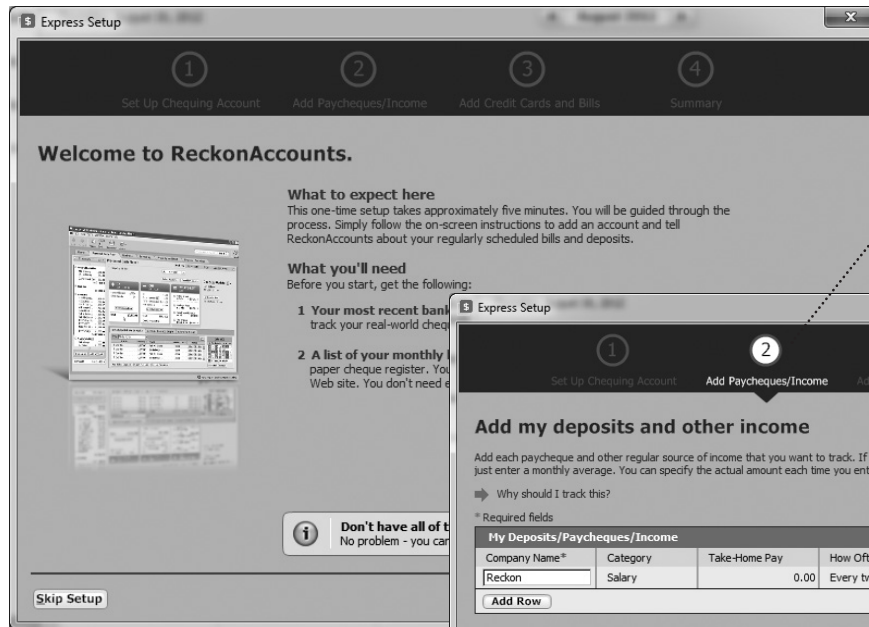 Express Setup
1
2
3
4
Set Up Chequing Account
Add Paycheques/Income
Add Credit Cards and Bills
Summary
Welcome to ReckonAccounts.
What to expect here
This one-time setup takes approximately five minutes. You will be guided through the
process. Simply follow the on-screen instructions to add an account and tell
ReckonAccounts about your regularly scheduled bills and deposits.
What you'll need
Before you start, get the following:
1 Your most recent bank
track your real-world cheq
2 A list of your monthly
paper cheque register. You
Web site. You don't need e
Don't have all of t
No problem - you can
Skip Setup
Express Setup
1
2
Set Up Chequing Account
Add Paycheques/Income
Ad
Add my deposits and other income
Add each paycheque and other regular source of income that you want to track. If
just enter a monthly average. You can specify the actual amount each time you ent
Why should I track this?
* Required fields
My Deposits/Paycheques/Income
Company Name* Category Take-Home Pay How Oft
Reckon Salary 0.00 Every tw
Add Row